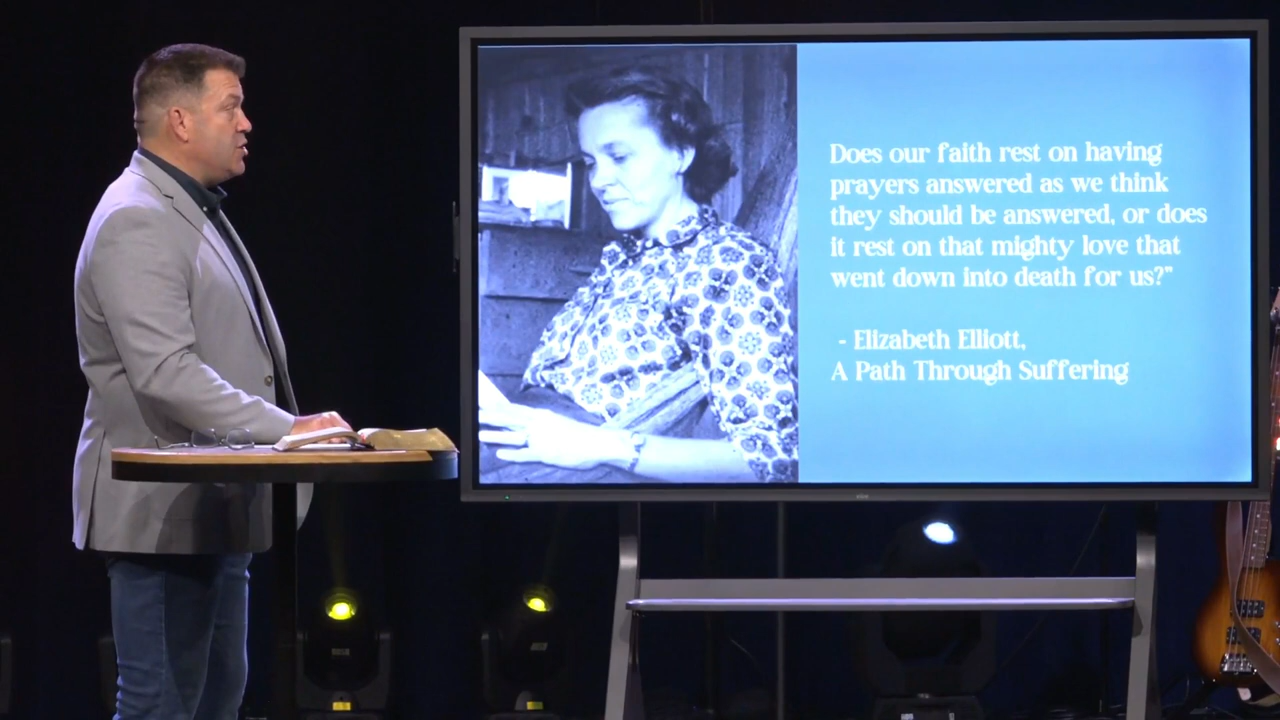 Does our faith rest on having
prayers answered as we think
they should be answered, or does
it rest on that mighty love that
went down into death for us?"
- Elizabeth Elliott,
A Path Through Suffering